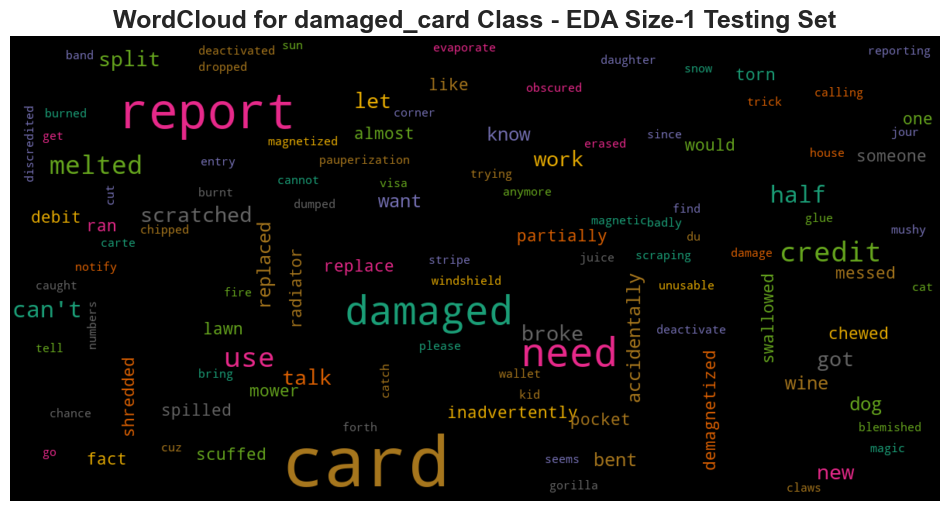 WordCloud for damaged_card Class - EDA Size-1 Testing Set
band
split
deactivated
sun
dropped
evaporate
daughter
snow
torn
reporting
like
obscured
trick
calling
burned
report
let
corner
get
magnetized
almost
know
since
jour
one
erased
would
house
someone
discredited
melted
entry
pauperization
work
trying
cannot
visa
anymore
cut
burnt
dumped
want
half
find
debit
ran
scratched
chipped
carte
magnetic
badly
glue
mushy
partially
du
credit
notify
replaced
radiator
replace
stripe
juice
scraping
damage
messed
caught
fire
windshield
unusable
cat
can't
numbers
lawn
damaged
broke
accidentally
deactivate
swallowed
chewed
tell
please
use
need
got
shredded
bring
talk
mower
catch
wallet
kid
wine
demagnetized
chance
spilled
forth
inadvertently
pocket
dog
blemished
go
fact
cuz
scuffed
card
seems
bent
magic
new
gorilla
claws